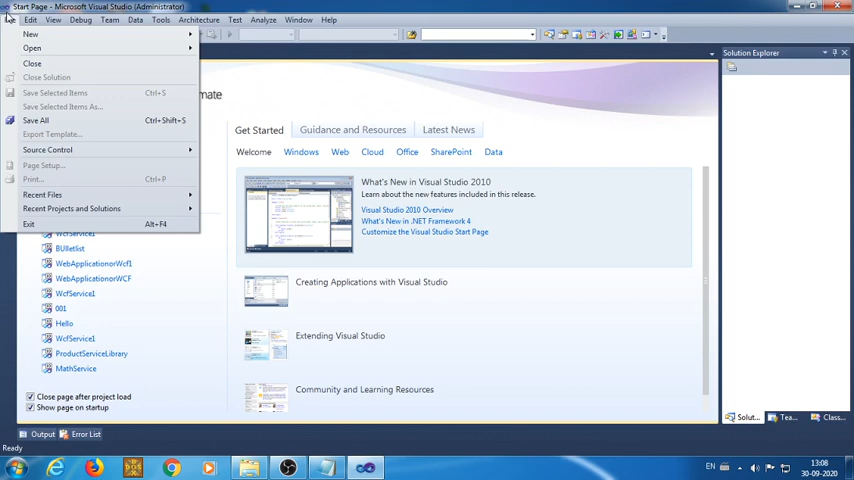 Start Page - Microsoft Visual Studio (Administrator)
Edit View Debug Team Data Tools Architecture Test Analyze Window Help
New
Open
Close
Close Solution
Save Selected Items Ctrl+S
Save Selected Items As...
Save All Ctrl+Shift+S
Export Template...
Source Control
Page Setup...
Print... Ctrl+P
Recent Files
Recent Projects and Solutions
Exit Alt+F4
WcfService1
BUlletlist
WebApplicationorWcf1
WebApplicationorWCF
WcfService1
001
Hello
WcfService1
ProductServiceLibrary
MathService
Close page after project load
Show page on startup
Get Started Guidance and Resources Latest News
Welcome Windows Web Cloud Office SharePoint Data
What's New in Visual Studio 2010
Learn about the new features included in this release.
Visual Studio 2010 Overview
What's New in .NET Framework 4
Customize the Visual Studio Start Page
Creating Applications with Visual Studio
Extending Visual Studio
Community and Learning Resources
Solution Explorer
Solut... Tea... Class...
Output Error List
Ready
EN 13:08
30-09-2020